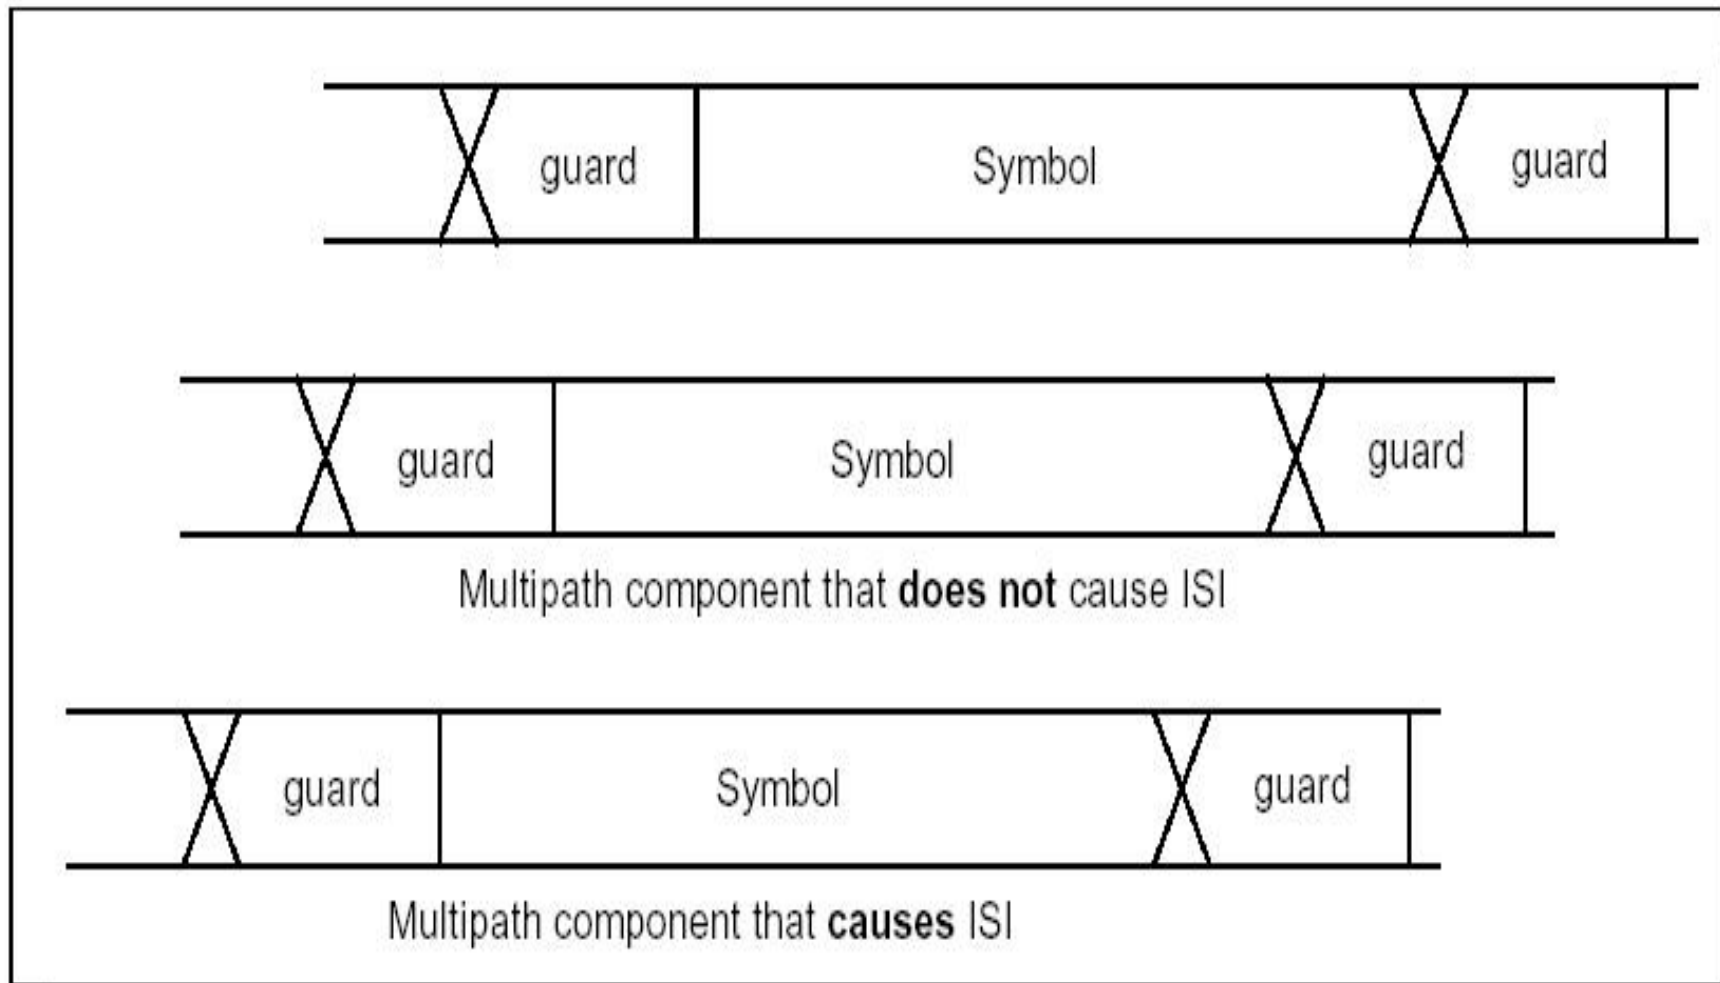 guard Symbol guard
guard Symbol guard
Multipath component that does not cause ISI
guard Symbol guard
Multipath component that causes ISI